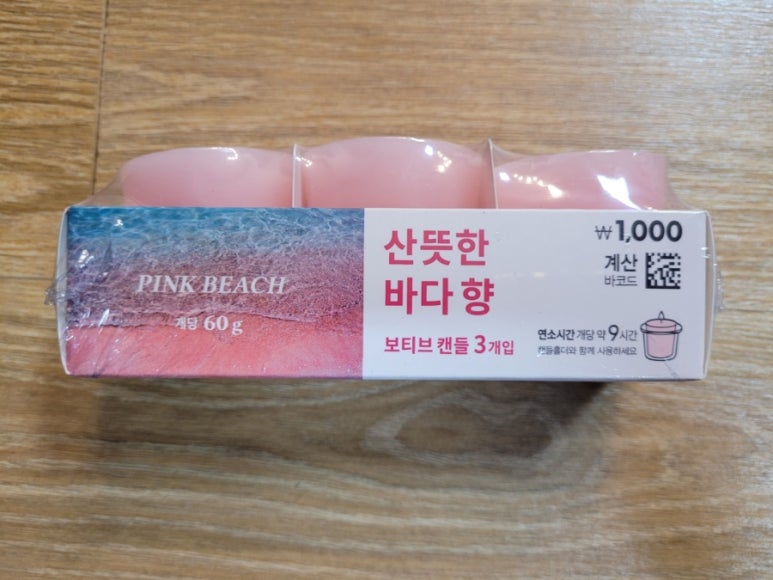 PINK BEACH
개당 60g
산뜻한
바다 향
보티브 캔들 3개입
₩1,000
계산
바코드
연소시간 개당 약 9시간
캔들홀더와 함께 사용하세요